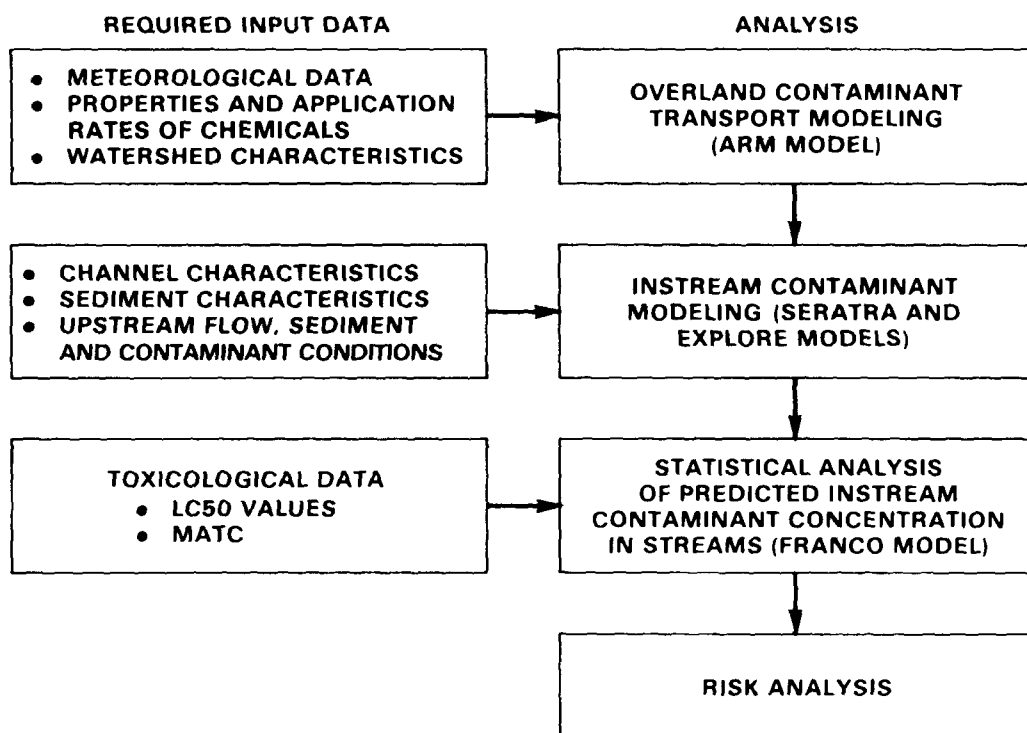 REQUIRED INPUT DATA
ANALYSIS
• METEOROLOGICAL DATA
• PROPERTIES AND APPLICATION
RATES OF CHEMICALS
• WATERSHED CHARACTERISTICS
OVERLAND CONTAMINANT
TRANSPORT MODELING
(ARM MODEL)
• CHANNEL CHARACTERISTICS
• SEDIMENT CHARACTERISTICS
• UPSTREAM FLOW, SEDIMENT
AND CONTAMINANT CONDITIONS
INSTREAM CONTAMINANT
MODELING (SERATRA AND
EXPLORE MODELS)
TOXICOLOGICAL DATA
• LC50 VALUES
• MATC
STATISTICAL ANALYSIS
OF PREDICTED INSTREAM
CONTAMINANT CONCENTRATION
IN STREAMS (FRANCO MODEL)
RISK ANALYSIS